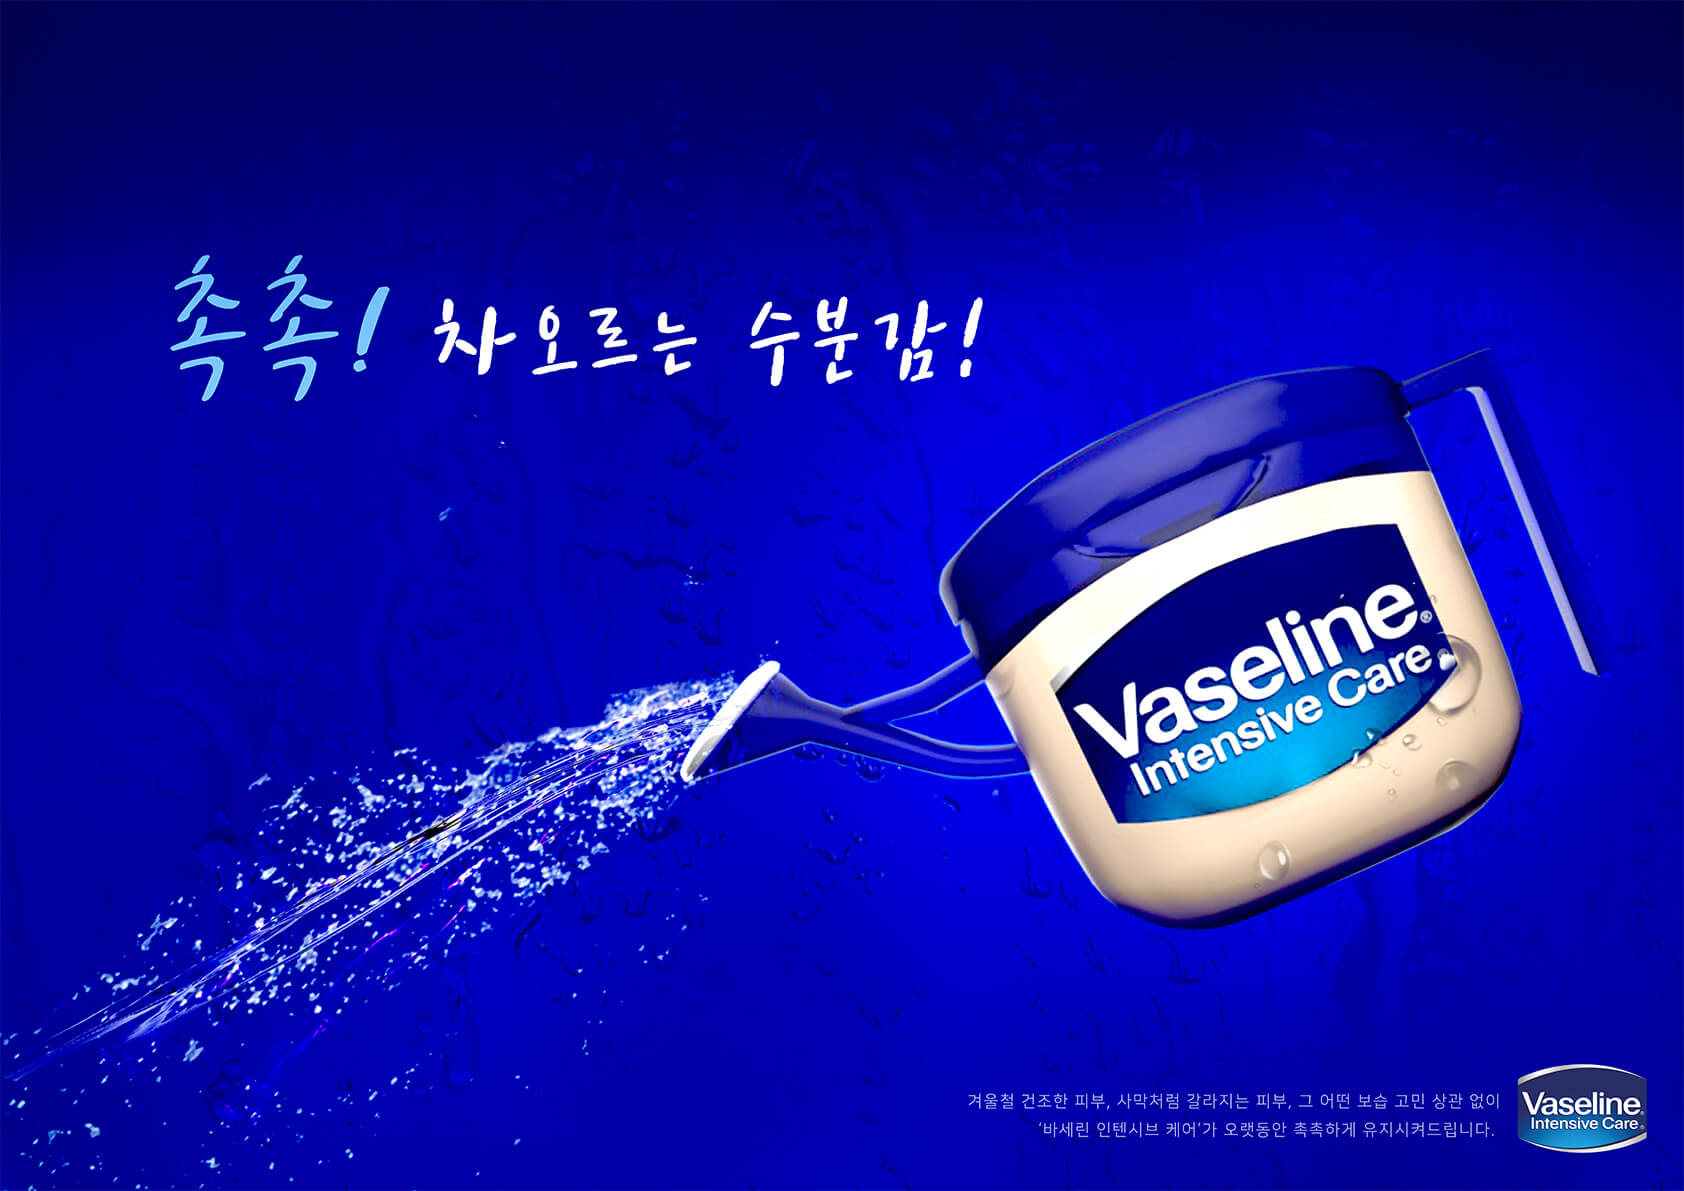 촉촉! 차오르는 수분감!
Vaseline®
Intensive Care
겨울철 건조한 피부, 사막처럼 갈라지는 피부, 그 어떤 보습 고민 상관 없이
‘바세린 인텐시브 케어’가 오랫동안 촉촉하게 유지시켜드립니다.
Vaseline®
Intensive Care®